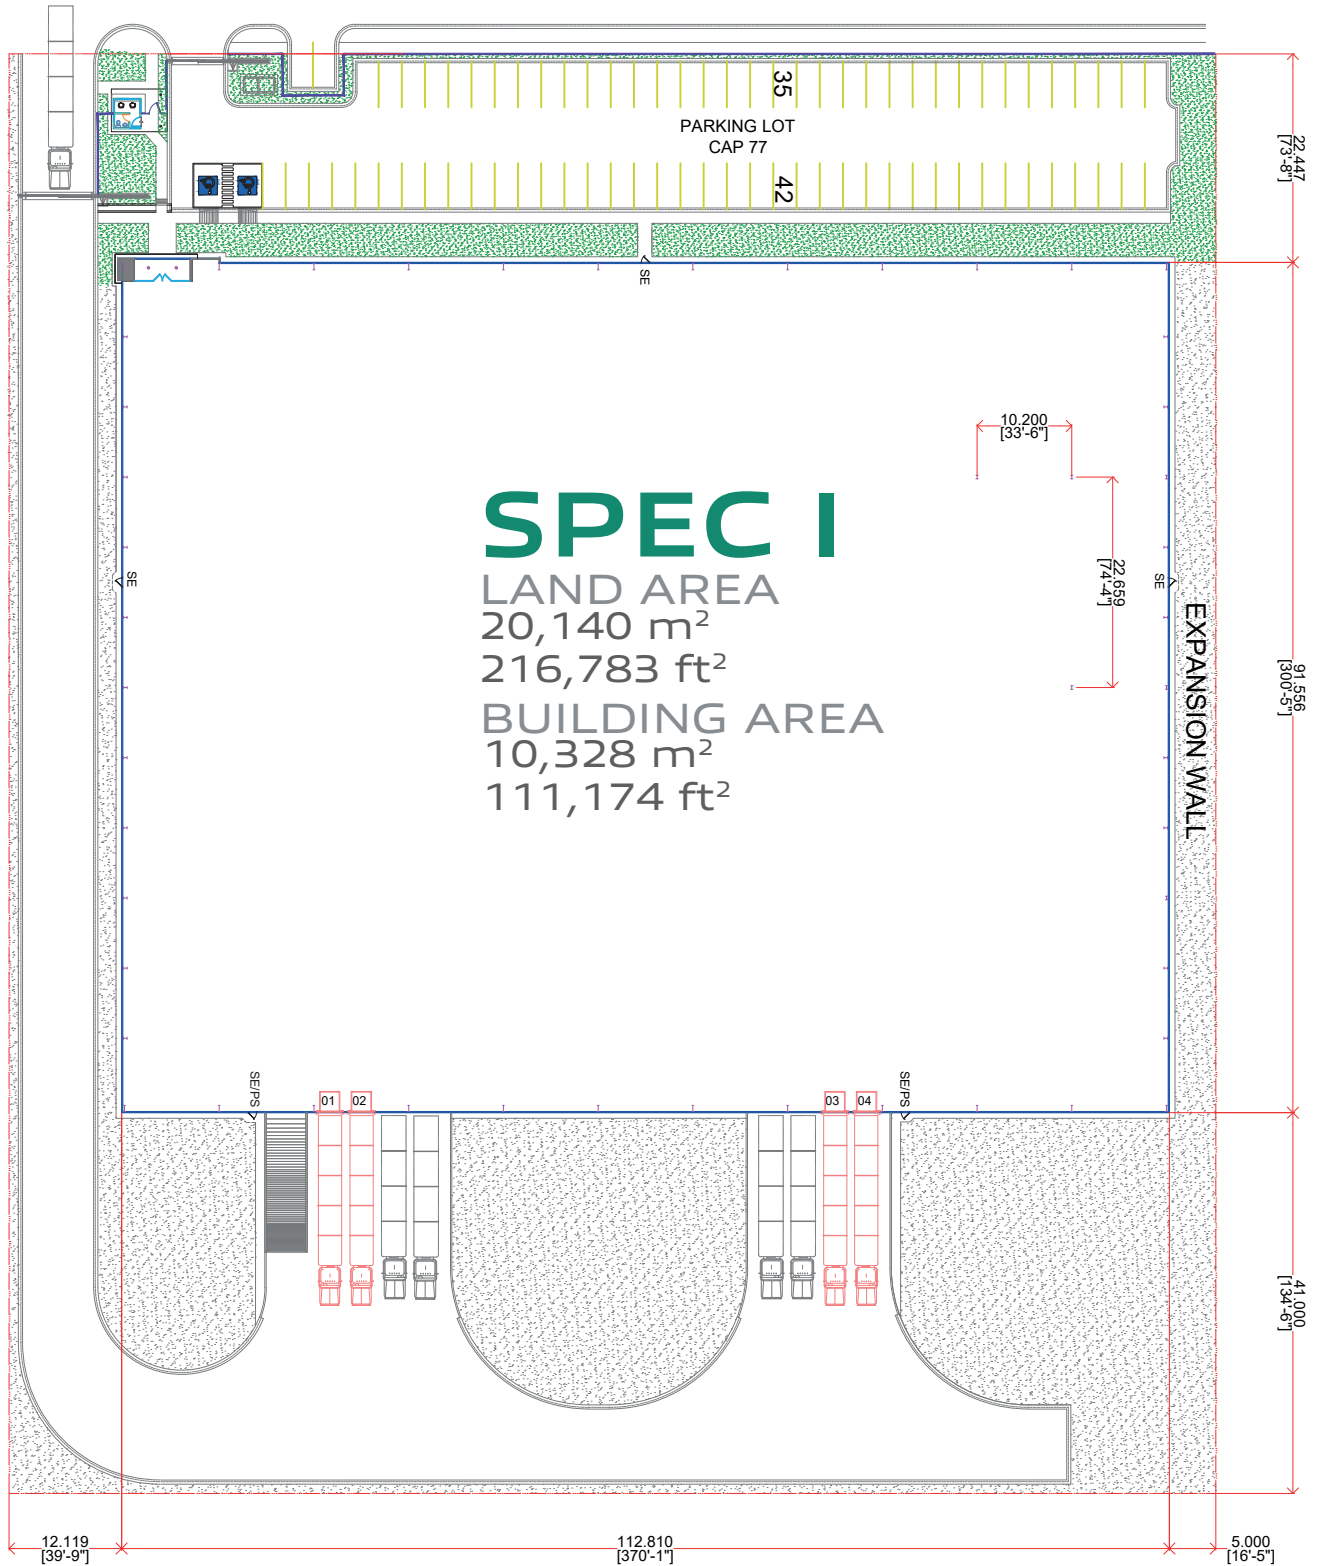 35
PARKING LOT
CAP 77
42
22.447
[73'-8"]
SE
10.200
[33'-6"]
SPEC I
LAND AREA
20,140 m²
216,783 ft²
BUILDING AREA
10,328 m²
111,174 ft²
22.659
[74'-4"]
SE
SE
EXPANSION WALL
91.556
[300'-5"]
SE/PS
01
02
SE/PS
03
04
41.000
[134'-6"]
12.119
[39'-9"]
112.810
[370'-1"]
5.000
[16'-5"]